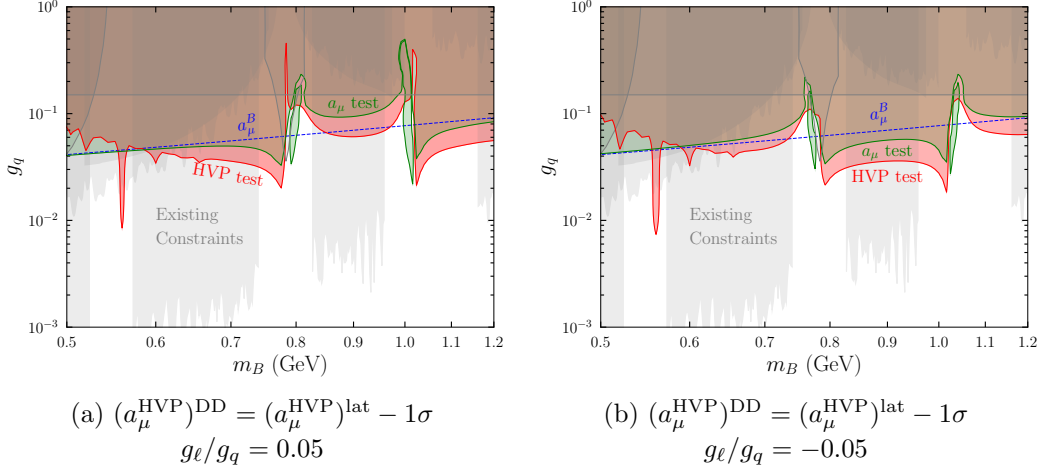 10⁰
10⁻¹
10⁻²
10⁻³
g_q
a_μ test
a_μ^B
HVP test
Existing
Constraints
0.5 0.6 0.7 0.8 0.9 1.0 1.1 1.2
m_B (GeV)
(a) (a_μ^HVP)^DD = (a_μ^HVP)^lat − 1σ
g_ℓ/g_q = 0.05
10⁰
10⁻¹
10⁻²
10⁻³
g_q
a_μ^B
a_μ test
HVP test
Existing
Constraints
0.5 0.6 0.7 0.8 0.9 1.0 1.1 1.2
m_B (GeV)
(b) (a_μ^HVP)^DD = (a_μ^HVP)^lat − 1σ
g_ℓ/g_q = −0.05